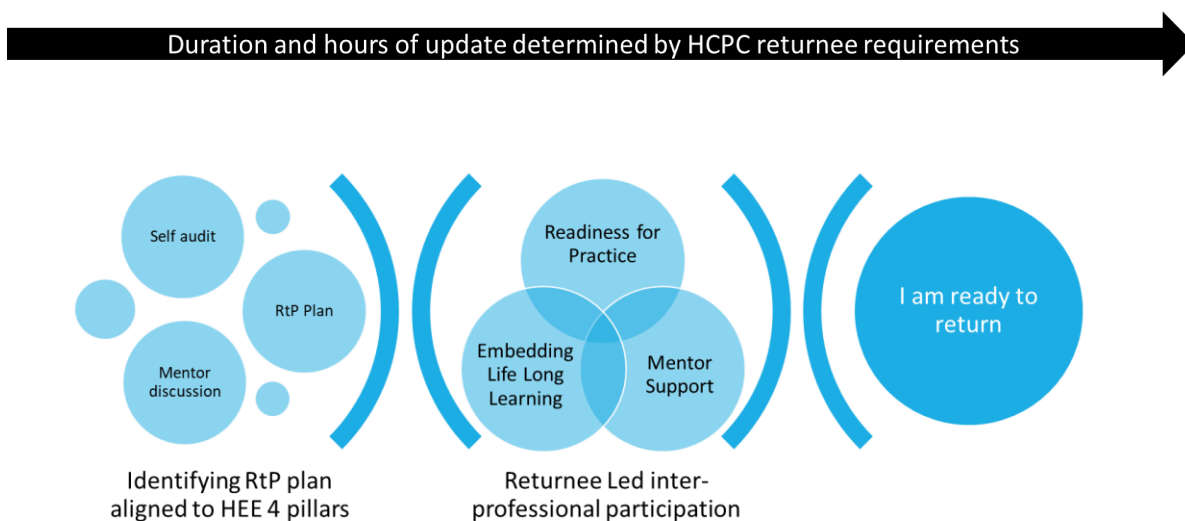 Duration and hours of update determined by HCPC returnee requirements
Self audit
RtP Plan
Mentor
discussion
Identifying RtP plan
aligned to HEE 4 pillars
Readiness for
Practice
Embedding
Life Long
Learning
Mentor
Support
Returnee Led inter-
professional participation
I am ready to
return